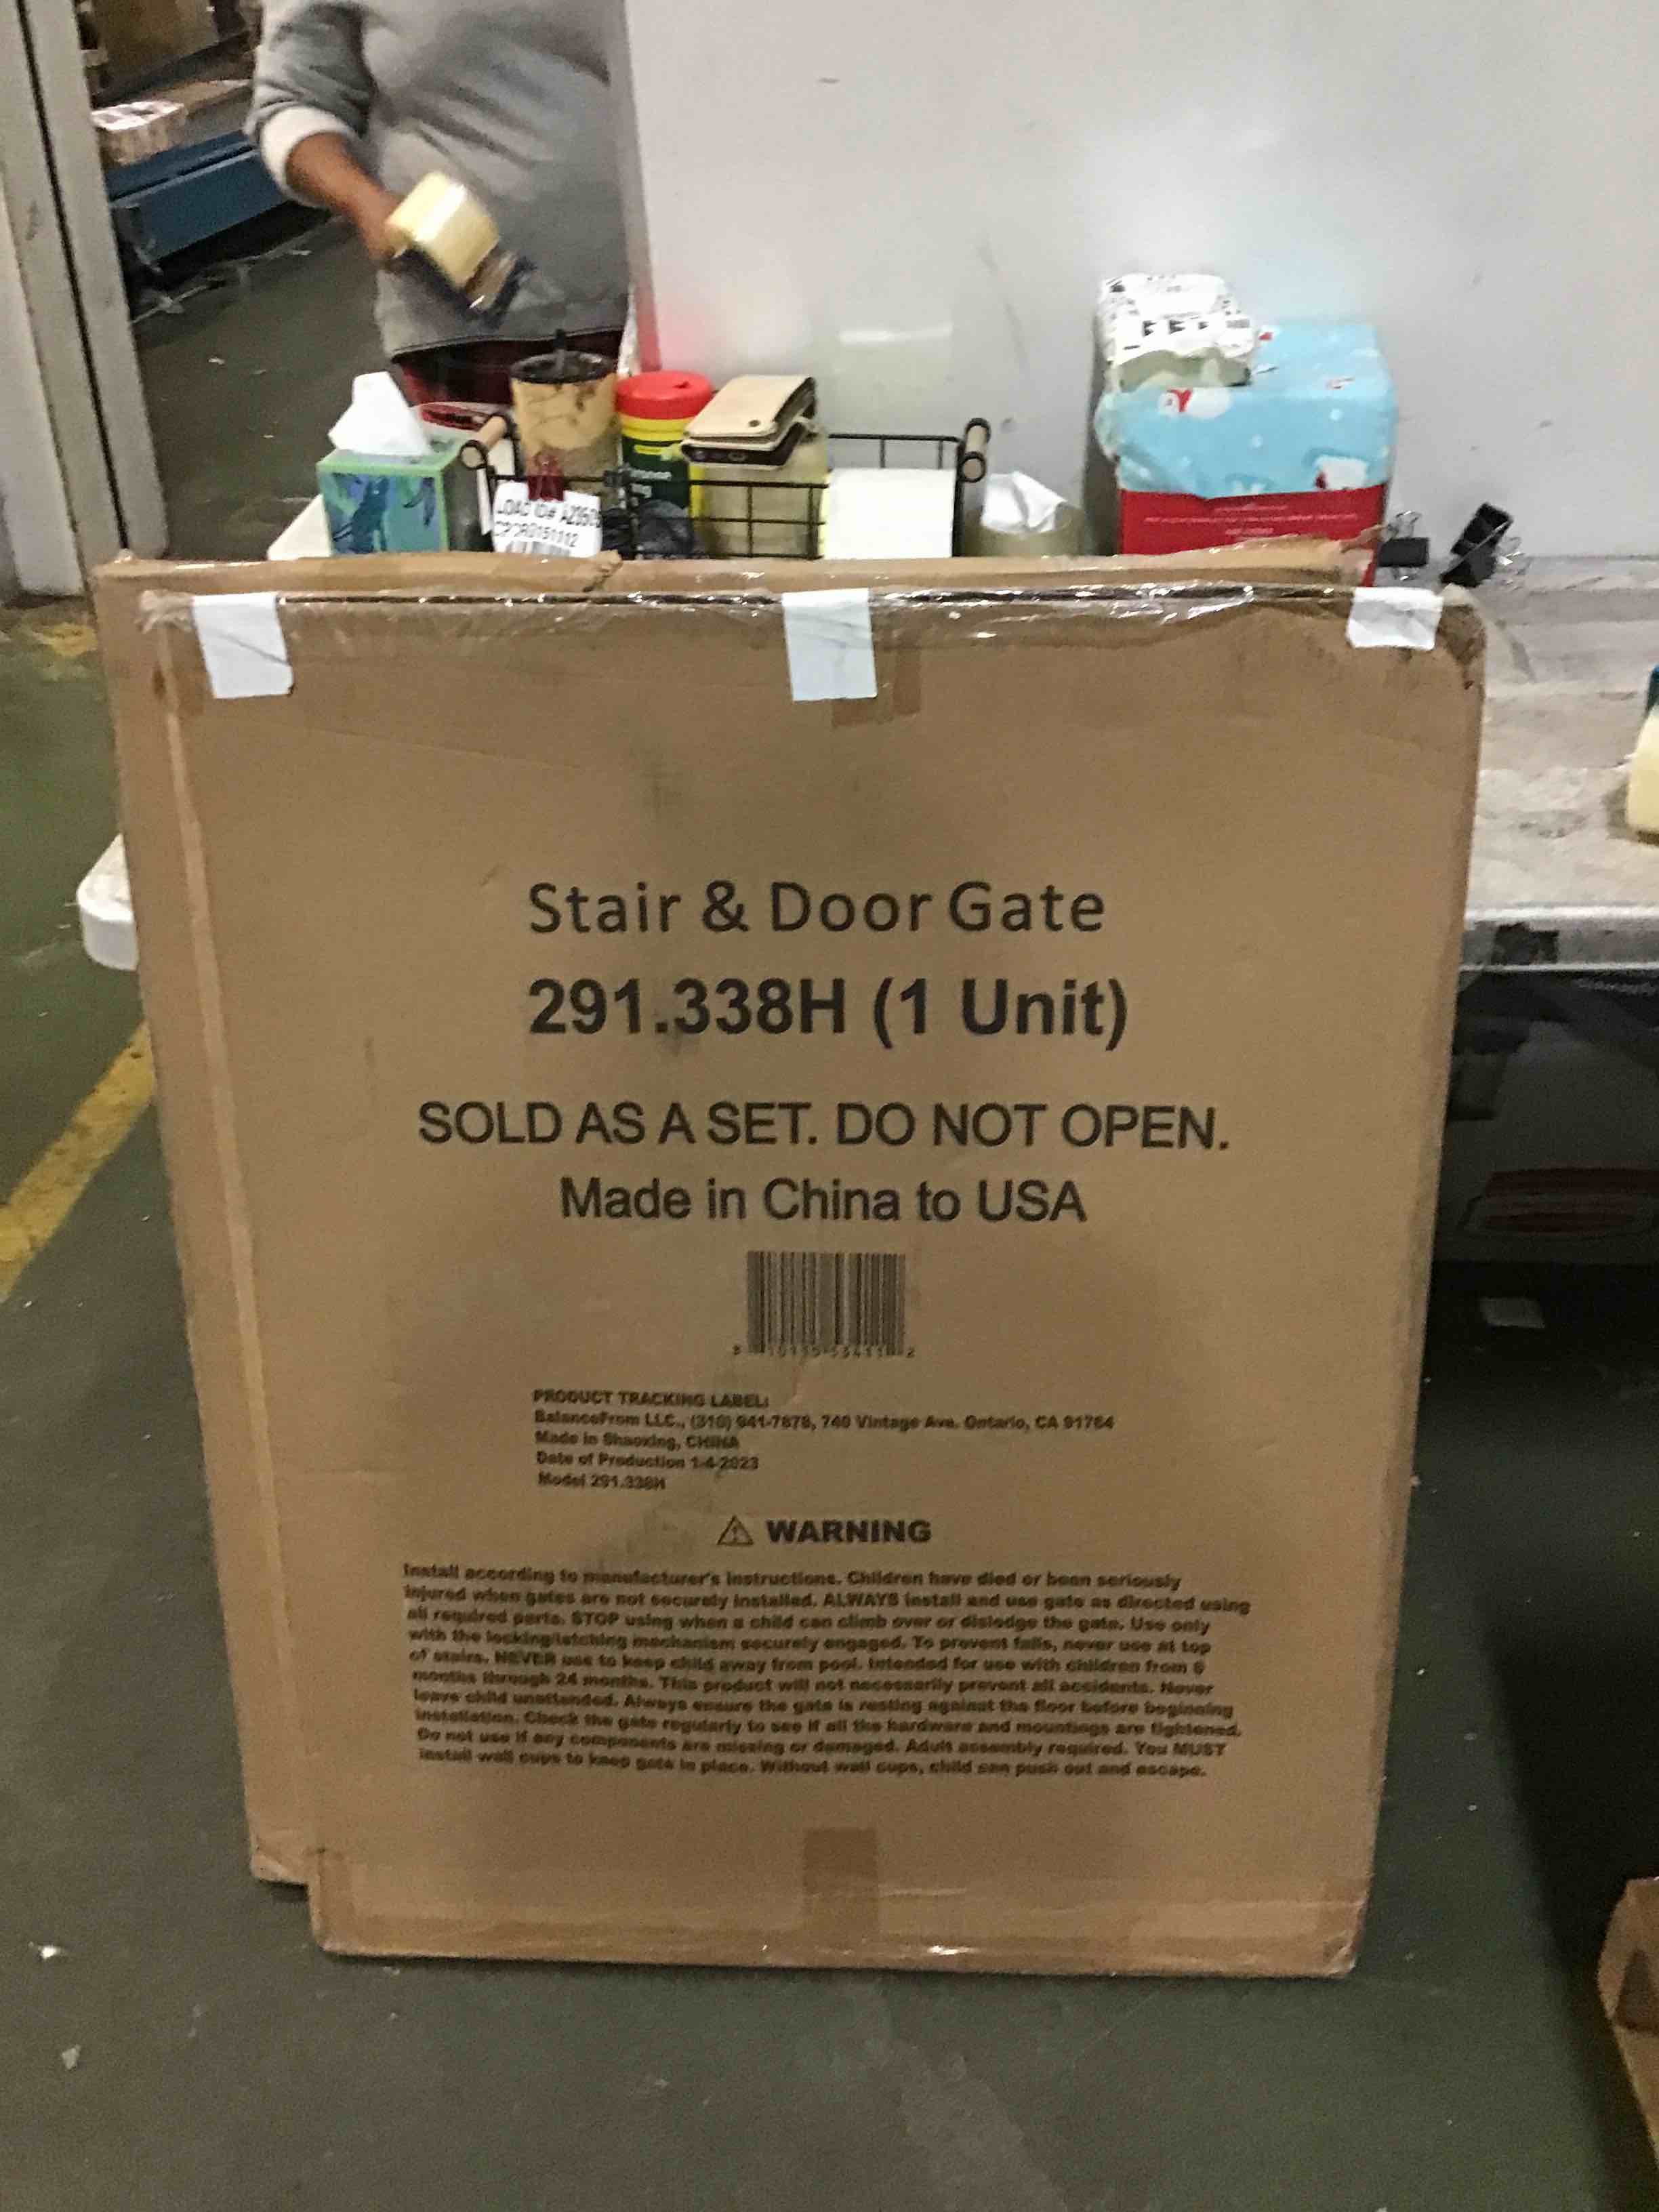 LOAD ID#
Stair & Door Gate
291.338H (1 Unit)
SOLD AS A SET. DO NOT OPEN.
Made in China to USA
PRODUCT TRACKING LABEL:
BalanceFrom LLC., (310) 941-7878, 740 Vintage Ave. Ontario, CA 91764
Made in Shaoxing, CHINA
Date of Production 1-4-2023
Model 291.338H
WARNING
Install according to manufacturer's instructions. Children have died or been seriously
injured when gates are not securely installed. ALWAYS install and use gate as directed using
all required parts. STOP using when a child can climb over or dislodge the gate. Use only
with the locking/latching mechanism securely engaged. To prevent falls, never use at top
of stairs. NEVER use to keep child away from pool. Intended for use with children from 6
months through 24 months. This product will not necessarily prevent all accidents. Never
leave child unattended. Always ensure the gate is resting against the floor before beginning
installation. Check the gate regularly to see if all the hardware and mountings are tightened.
Do not use if any components are missing or damaged. Adult assembly required. You MUST
install wall cups to keep gate in place. Without wall cups, child can push out and escape.